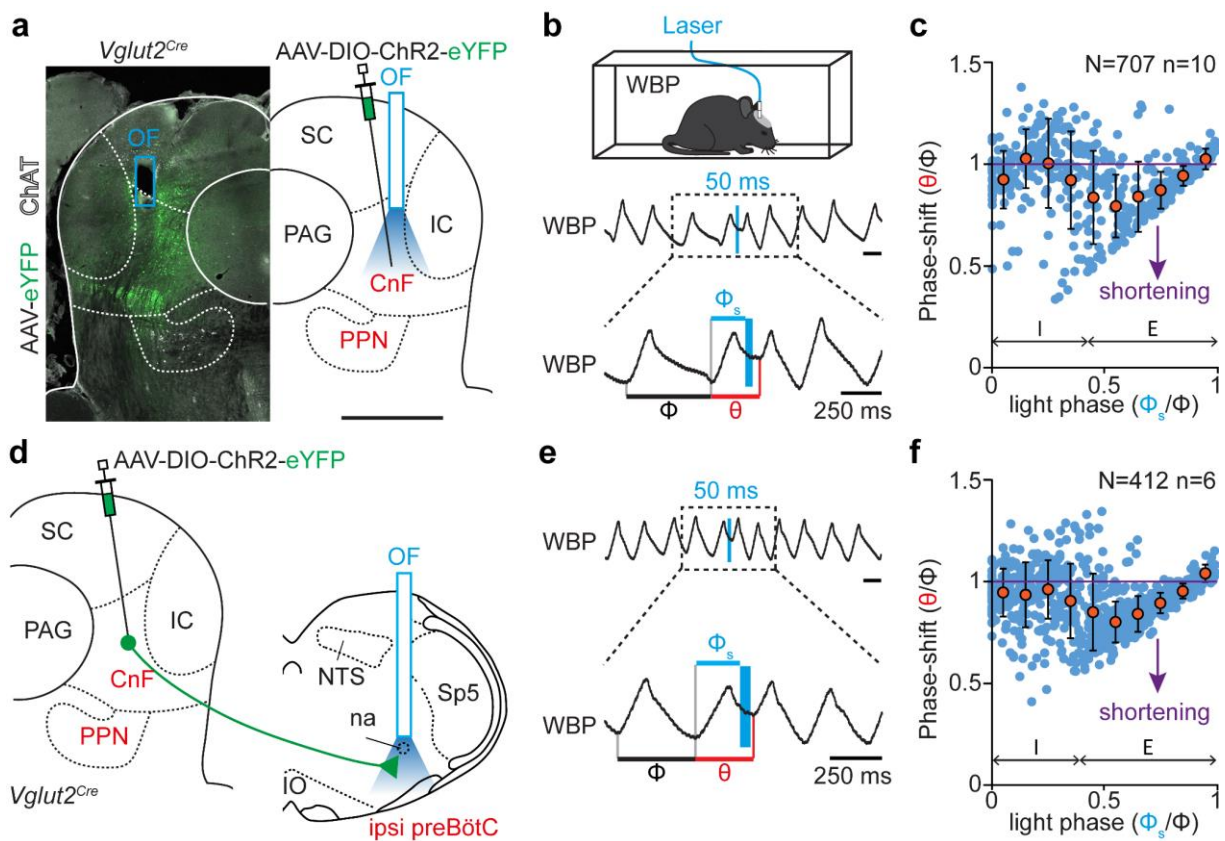 a
Vglut2Cre
AAV-DIO-ChR2-eYFP
OF
OF
SC
PAG
IC
CnF
PPN
AAV-eYFP ChAT
b
Laser
WBP
50 ms
WBP
Φs
WBP
Φ
θ
250 ms
c
N=707 n=10
Phase-shift (θ/Φ)
1.5
1
0.5
0
shortening
I
E
0
0.5
1
light phase (Φs/Φ)
d
AAV-DIO-ChR2-eYFP
SC
PAG
IC
CnF
PPN
Vglut2Cre
OF
NTS
Sp5
na
IO
ipsi preBötC
e
50 ms
WBP
Φs
WBP
Φ
θ
250 ms
f
N=412 n=6
Phase-shift (θ/Φ)
1.5
1
0.5
0
shortening
I
E
0
0.5
1
light phase (Φs/Φ)